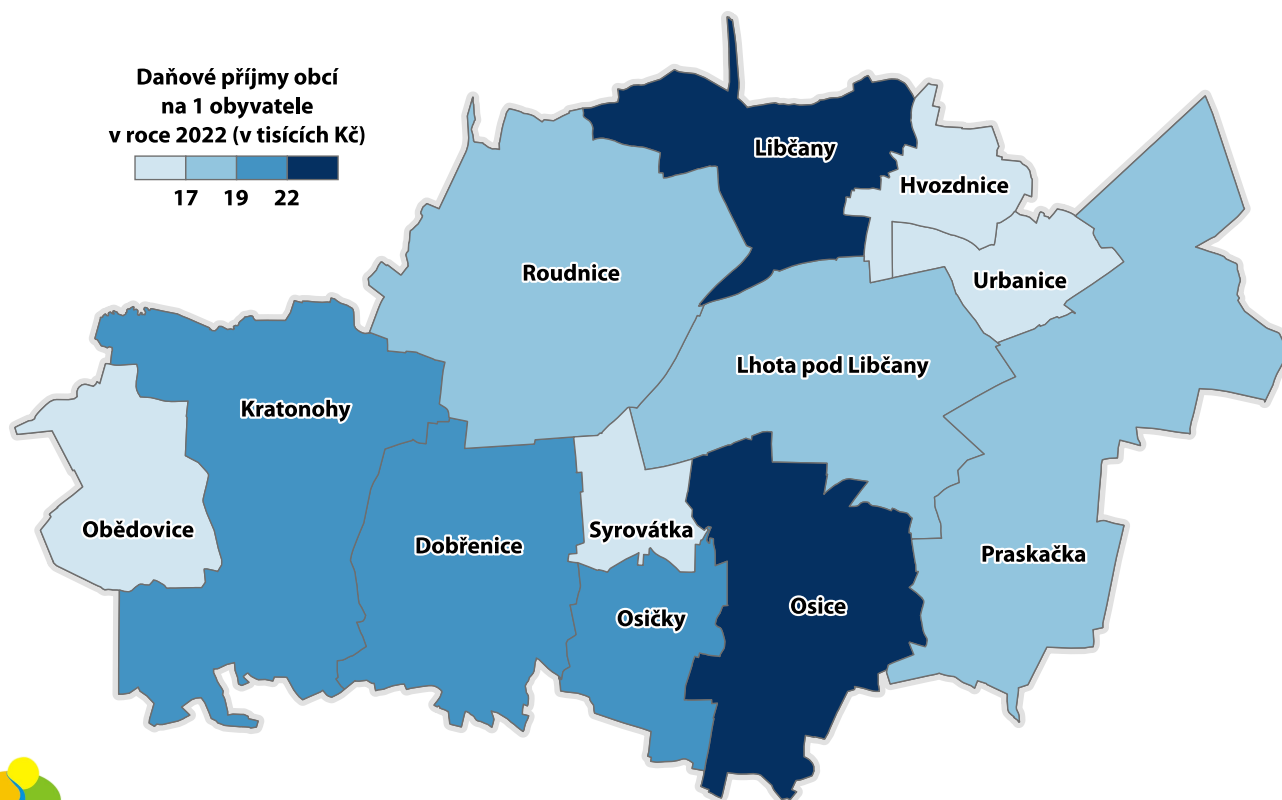 Daňové příjmy obcí
na 1 obyvatele
v roce 2022 (v tisících Kč)
17 19 22
Libčany
Hvozdnice
Roudnice
Urbanice
Lhota pod Libčany
Kratonohy
Obědovice
Syrovátka
Dobřenice
Praskačka
Osice
Osičky